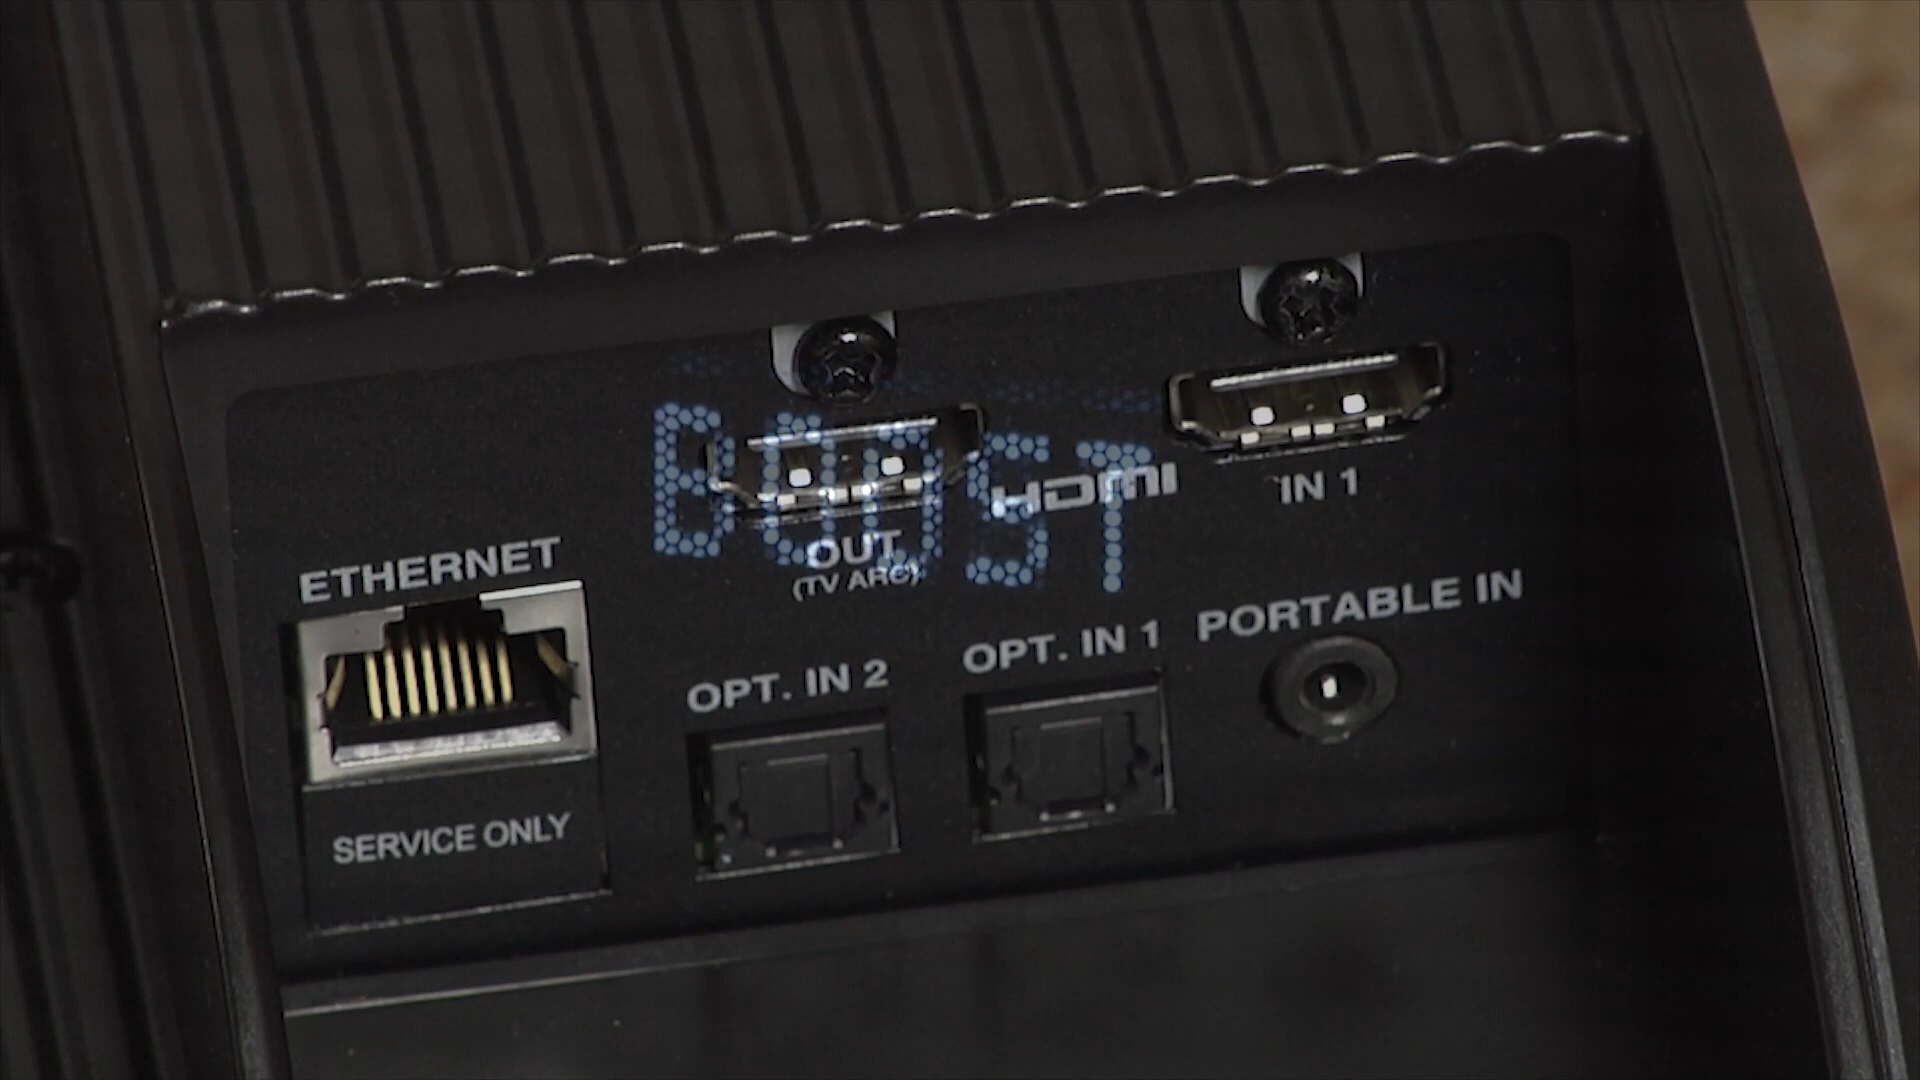 BOOST
HDMI
IN 1
OUT
(TV ARC)
ETHERNET
PORTABLE IN
OPT. IN 1
OPT. IN 2
SERVICE ONLY